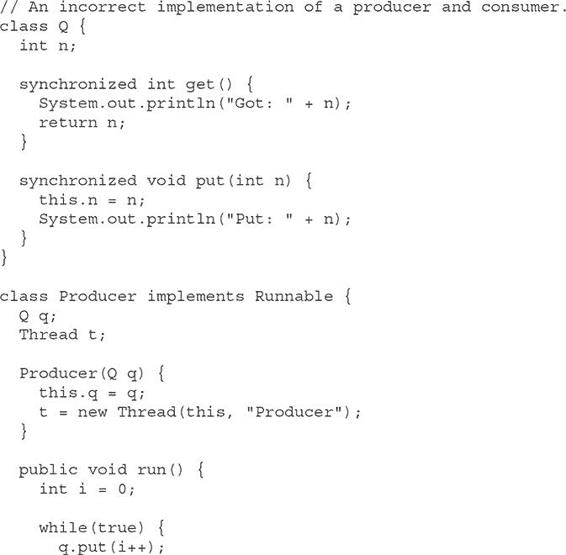 // An incorrect implementation of a producer and consumer.
class Q {
  int n;

  synchronized int get() {
    System.out.println("Got: " + n);
    return n;
  }

  synchronized void put(int n) {
    this.n = n;
    System.out.println("Put: " + n);
  }
}

class Producer implements Runnable {
  Q q;
  Thread t;

  Producer(Q q) {
    this.q = q;
    t = new Thread(this, "Producer");
  }

  public void run() {
    int i = 0;

    while(true) {
      q.put(i++);